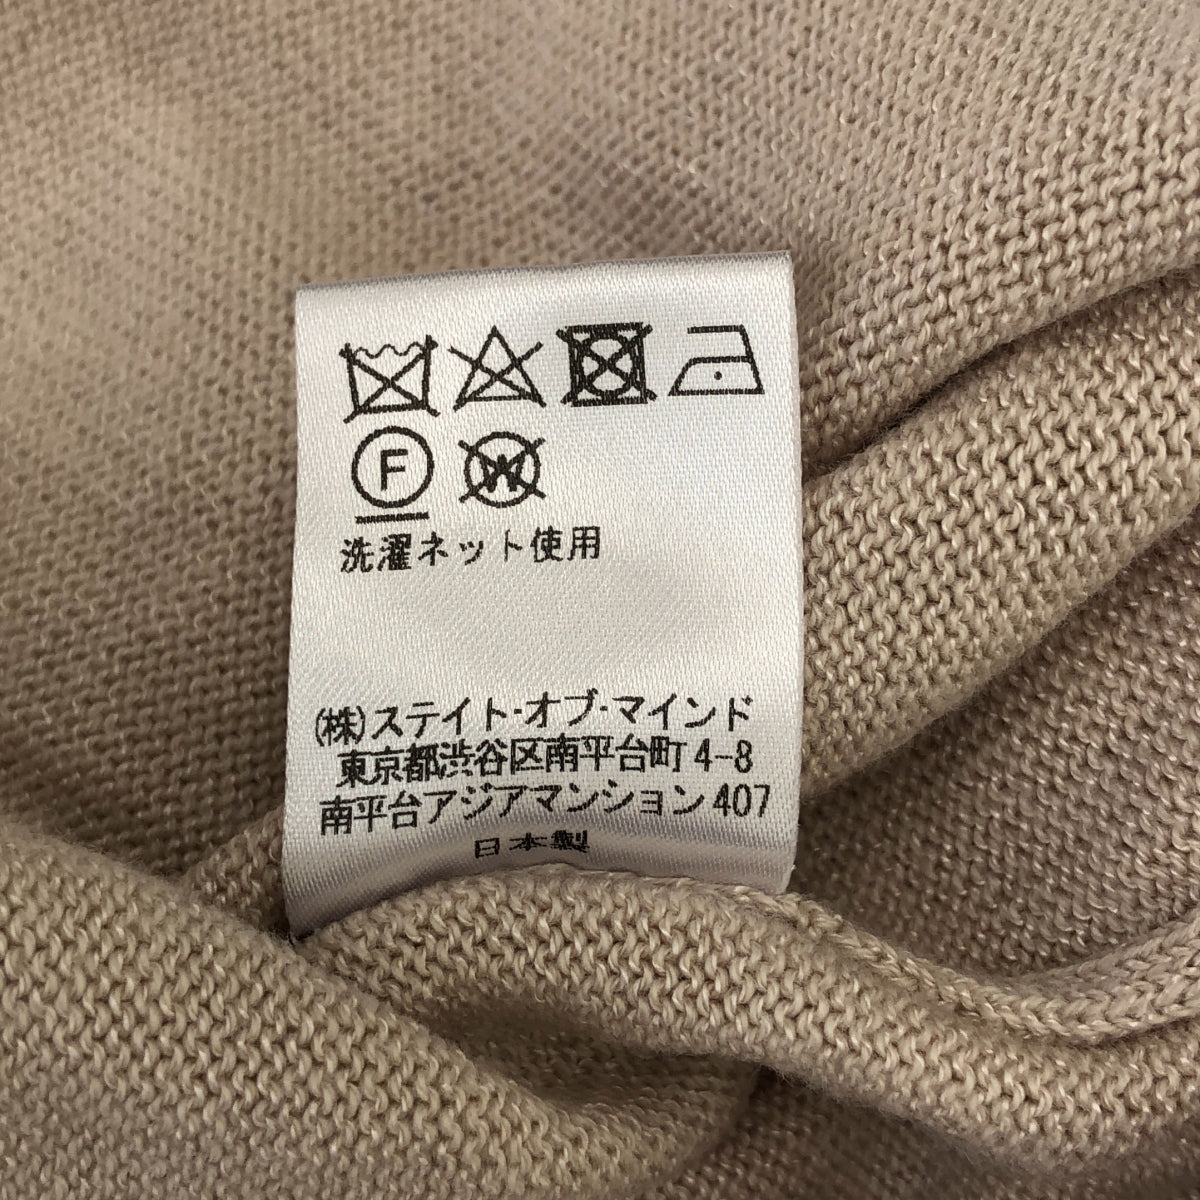 F W
洗濯ネット使用
(株)ステイト・オブ・マインド
東京都渋谷区南平台町4-8
南平台アジアマンション407
日本製